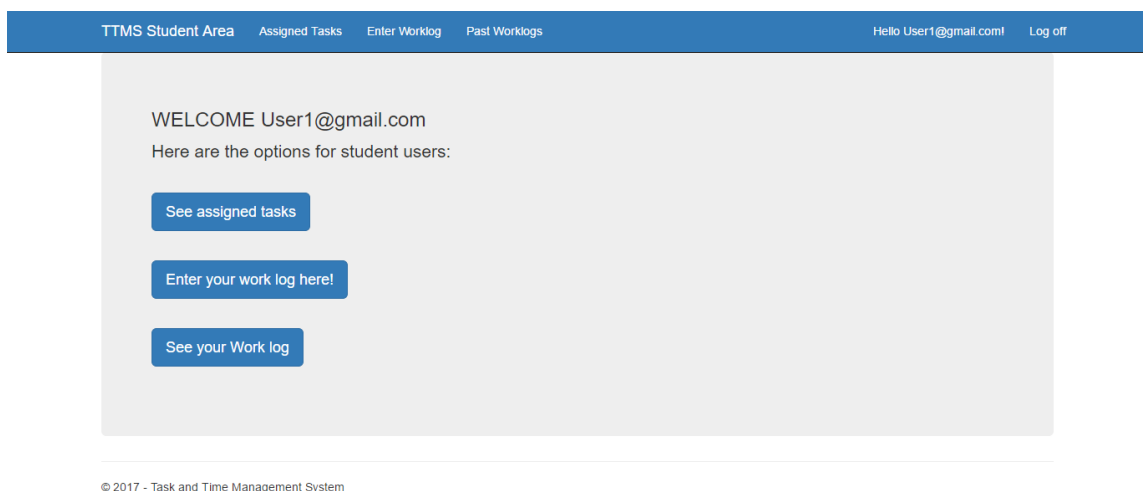 TTMS Student Area Assigned Tasks Enter Worklog Past Worklogs Hello User1@gmail.com! Log off
WELCOME User1@gmail.com
Here are the options for student users:
See assigned tasks
Enter your work log here!
See your Work log
© 2017 - Task and Time Management System